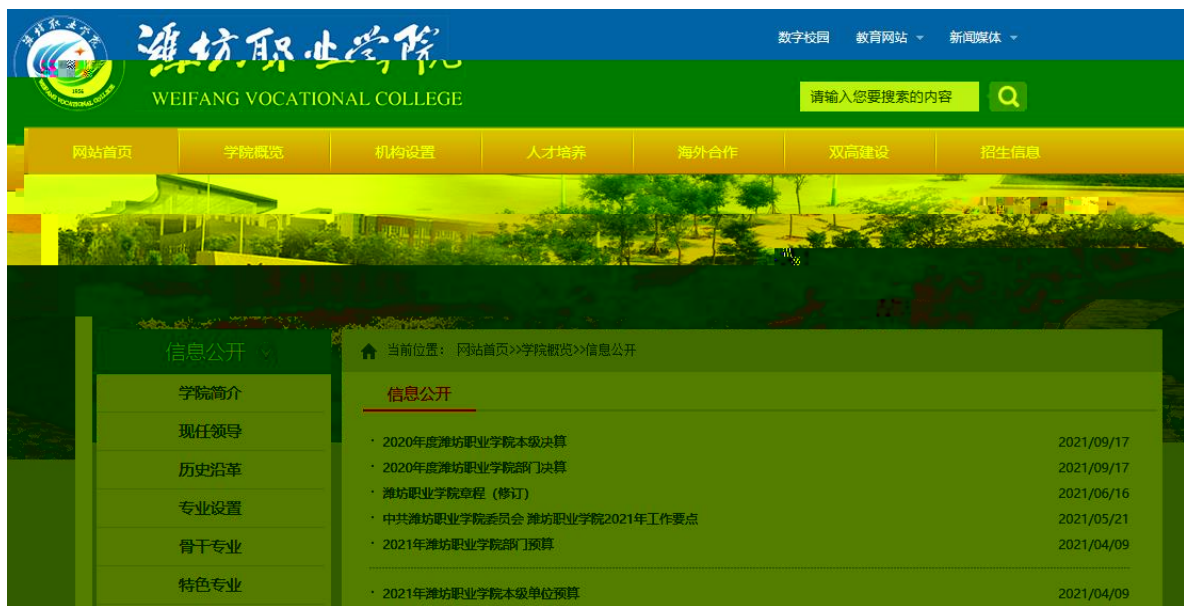 潍坊职业学院
WEIFANG VOCATIONAL COLLEGE
1956
数字校园 教育网站 新闻媒体
请输入您要搜索的内容
网站首页 学院概览 机构设置 人才培养 海外合作 双高建设 招生信息
信息公开
学院简介
现任领导
历史沿革
专业设置
骨干专业
特色专业
当前位置: 网站首页>>学院概览>>信息公开
信息公开
· 2020年度潍坊职业学院本级决算 2021/09/17
· 2020年度潍坊职业学院部门决算 2021/09/17
· 潍坊职业学院章程 (修订) 2021/06/16
· 中共潍坊职业学院委员会 潍坊职业学院2021年工作要点 2021/05/21
· 2021年潍坊职业学院部门预算 2021/04/09
· 2021年潍坊职业学院本级单位预算 2021/04/09